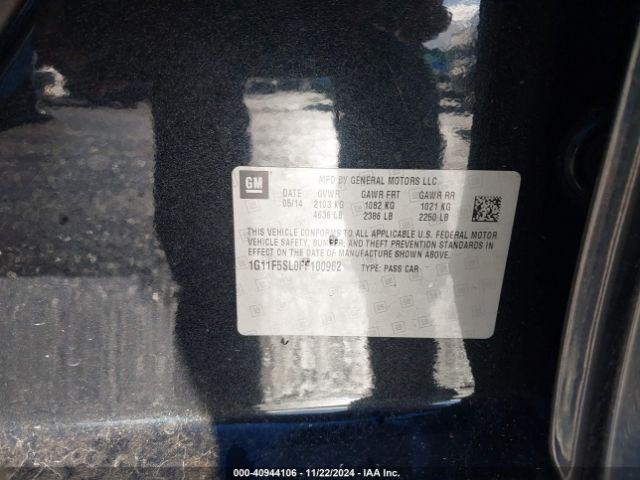 GM
MFD BY GENERAL MOTORS LLC
DATE GVWR GAWR FRT GAWR RR
05/14 2103 KG 1082 KG 1021 KG
4636 LB 2386 LB 2250 LB
THIS VEHICLE CONFORMS TO ALL APPLICABLE U.S. FEDERAL MOTOR
VEHICLE SAFETY, BUMPER, AND THEFT PREVENTION STANDARDS IN
EFFECT ON THE DATE OF MANUFACTURE SHOWN ABOVE.
1G11F5SL0FF100962 TYPE: PASS CAR
000-40944106 - 11/22/2024 - IAA Inc.